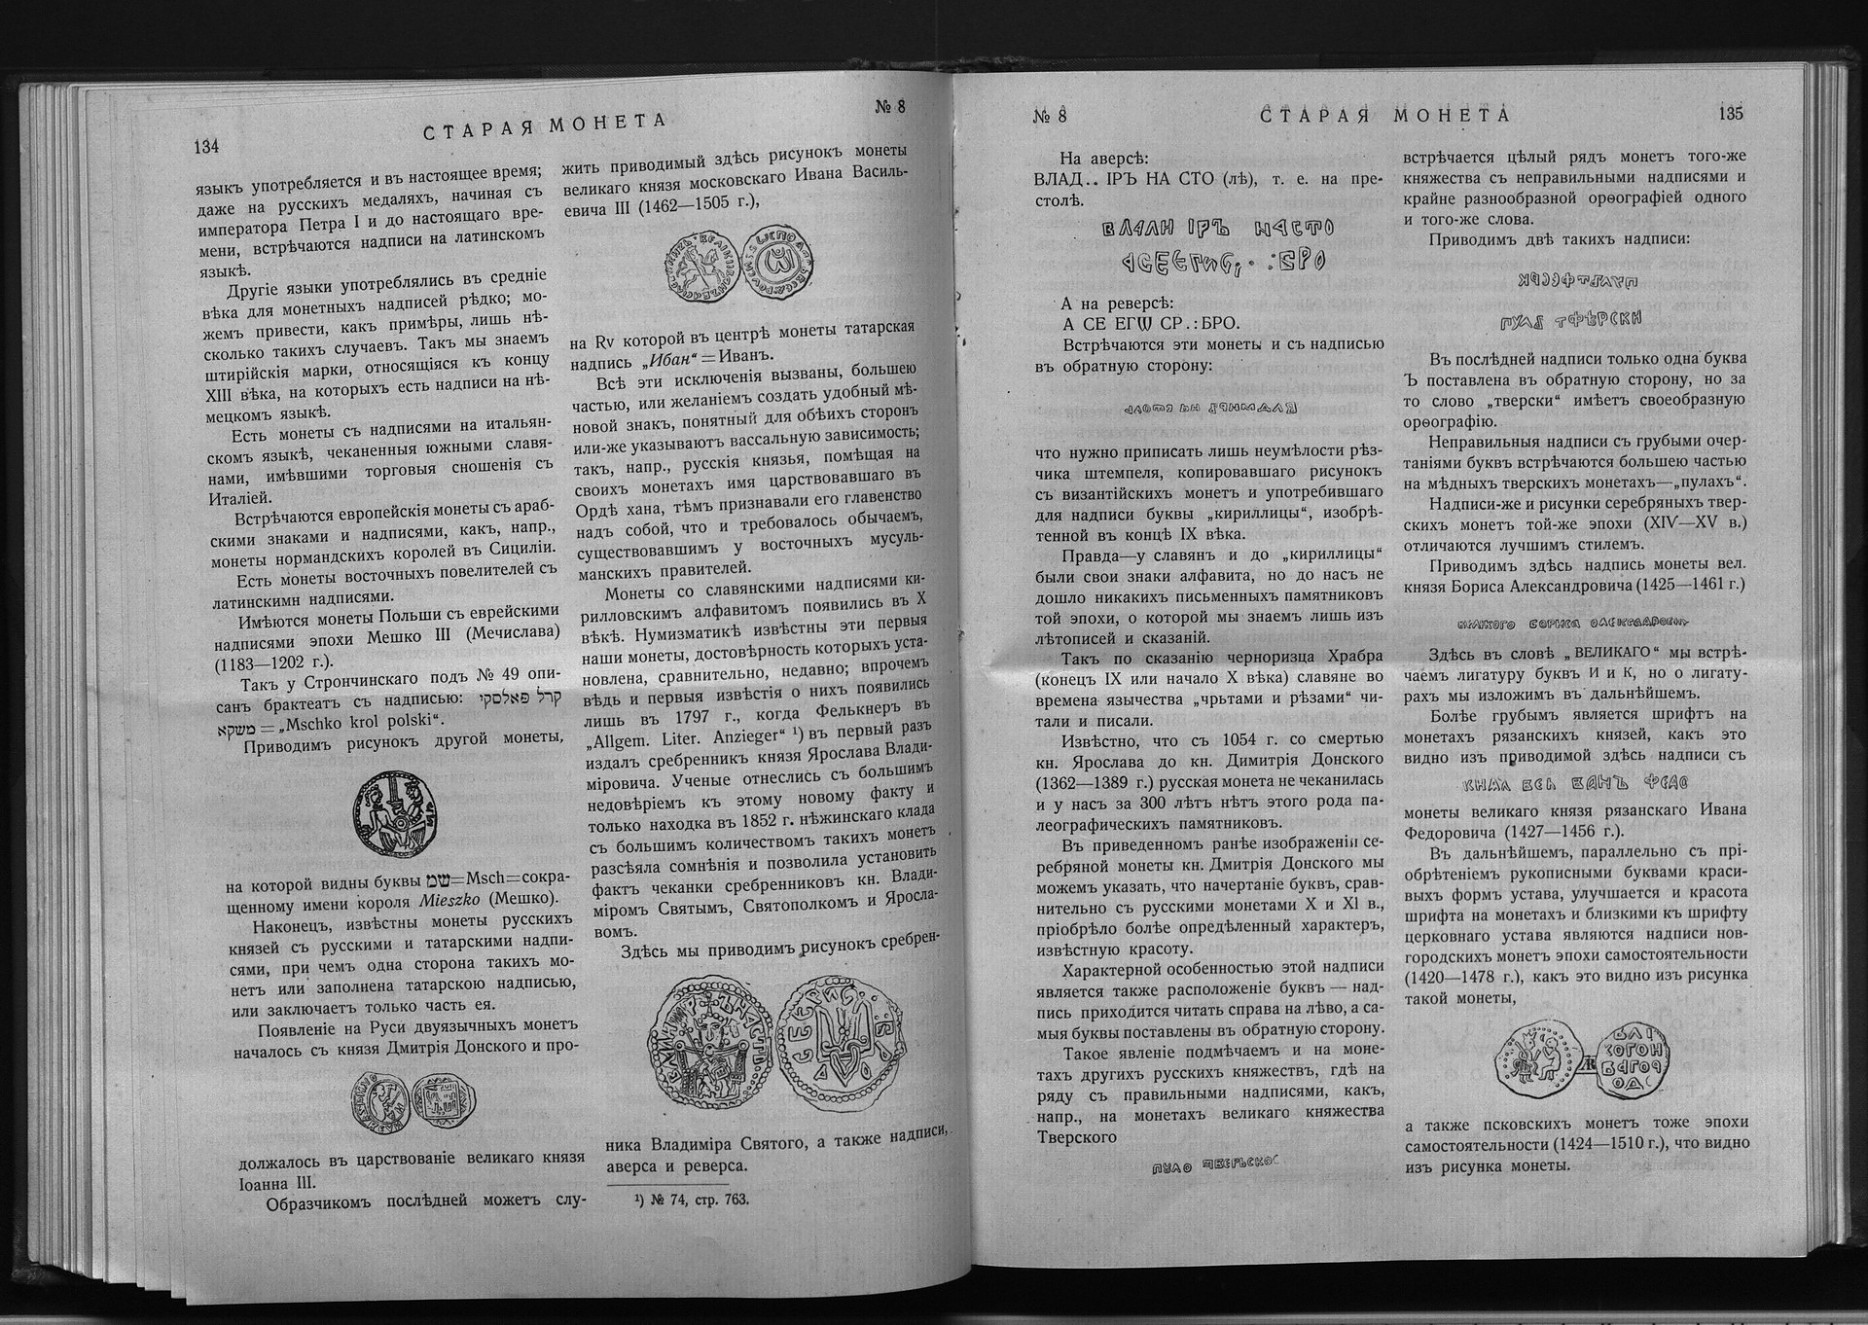 134
СТАРАЯ МОНЕТА
№ 8
языкъ употребляется и въ настоящее время;
даже на русскихъ медаляхъ, начиная съ
императора Петра I и до настоящаго вре-
мени, встрѣчаются надписи на латинскомъ
языкѣ.
Другіе языки употреблялись въ средніе
вѣка для монетныхъ надписей рѣдко; мо-
жемъ привести, какъ примѣры, лишь нѣ-
сколько такихъ случаевъ. Такъ мы знаемъ
штирійскія марки, относящіяся къ концу
XIII вѣка, на которыхъ есть надписи на нѣ-
мецкомъ языкѣ.
Есть монеты съ надписями на итальян-
скомъ языкѣ, чеканенныя южными славя-
нами, имѣвшими торговыя сношенія съ
Италіей.
Встрѣчаются европейскія монеты съ араб-
скими знаками и надписями, какъ, напр.,
монеты нормандскихъ королей въ Сициліи.
Есть монеты восточныхъ повелителей съ
латинскими надписями.
Имѣются монеты Польши съ еврейскими
надписями эпохи Мешко III (Мечислава)
(1183—1202 г.).
Такъ у Строичинскаго подъ № 49 опи-
санъ брактеатъ съ надписью: קרל פאלסקי
משקא = „Mschko krol polski“.
Приводимъ рисунокъ другой монеты,
на которой видны буквы שמ=Msch=сокра-
щенному имени короля Mieszko (Мешко).
Наконецъ, извѣстны монеты русскихъ
князей съ русскими и татарскими надпи-
сями, при чемъ одна сторона такихъ мо-
нетъ или заполнена татарскою надписью,
или заключаетъ только часть ея.
Появленіе на Руси двуязычныхъ монетъ
началось съ князя Дмитрія Донского и про-
должалось въ царствованіе великаго князя
Іоанна III.
Образчикомъ послѣдней можетъ слу-
жить приводимый здѣсь рисунокъ монеты
великаго князя московскаго Ивана Василь-
евича III (1462—1505 г.),
на Rv которой въ центрѣ монеты татарская
надпись „Ибан“ = Иванъ.
Всѣ эти исключенія вызваны, большею
частью, или желаніемъ создать удобный мѣ-
новой знакъ, понятный для обѣихъ сторонъ
или-же указываютъ вассальную зависимость;
такъ, напр., русскія князья, помѣщая на
своихъ монетахъ имя царствовавшаго въ
Ордѣ хана, тѣмъ признавали его главенство
надъ собой, что и требовалось обычаемъ,
существовавшимъ у восточныхъ мусуль-
манскихъ правителей.
Монеты со славянскими надписями ки-
рилловскимъ алфавитомъ появились въ X
вѣкѣ. Нумизматикѣ извѣстны эти первыя
наши монеты, достовѣрность которыхъ уста-
новлена, сравнительно, недавно; впрочемъ
вѣдь и первыя извѣстія о нихъ появились
лишь въ 1797 г., когда Фелькнеръ въ
„Allgem. Liter. Anzieger“ ¹) въ первый разъ
издалъ сребренникъ князя Ярослава Влади-
міровича. Ученые отнеслись съ большимъ
недовѣріемъ къ этому новому факту и
только находка въ 1852 г. нѣжинскаго клада
съ большимъ количествомъ такихъ монетъ
разсѣяла сомнѣнія и позволила установить
фактъ чеканки сребренниковъ кн. Влади-
міромъ Святымъ, Святополкомъ и Яросла-
вомъ.
Здѣсь мы приводимъ рисунокъ сребрен-
ника Владиміра Святого, а также надписи,
аверса и реверса.
¹) № 74, стр. 763.
№ 8
СТАРАЯ МОНЕТА
135
На аверсѣ:
ВЛАД.. ІРЪ НА СТО (лѣ), т. е. на пре-
столѣ.
А на реверсѣ:
А СЕ ЕГѠ СР.:БРО.
Встрѣчаются эти монеты и съ надписью
въ обратную сторону:
что нужно приписать лишь неумѣлости рѣз-
чика штемпеля, копировавшаго рисунокъ
съ византійскихъ монетъ и употребившаго
для надписи буквы „кириллицы“, изобрѣ-
тенной въ концѣ IX вѣка.
Правда—у славянъ и до „кириллицы“
были свои знаки алфавита, но до насъ не
дошло никакихъ письменныхъ памятниковъ
той эпохи, о которой мы знаемъ лишь изъ
лѣтописей и сказаній.
Такъ по сказанію черноризца Храбра
(конецъ IX или начало X вѣка) славяне во
времена язычества „чрьтами и рѣзами“ чи-
тали и писали.
Извѣстно, что съ 1054 г. со смертью
кн. Ярослава до кн. Димитрія Донского
(1362—1389 г.) русская монета не чеканилась
и у насъ за 300 лѣтъ нѣтъ этого рода па-
леографическихъ памятниковъ.
Въ приведенномъ ранѣе изображеніи се-
ребряной монеты кн. Дмитрія Донского мы
можемъ указать, что начертаніе буквъ, срав-
нительно съ русскими монетами X и XI в.,
пріобрѣло болѣе опредѣленный характеръ,
извѣстную красоту.
Характерной особенностью этой надписи
является также расположеніе буквъ — над-
пись приходится читать справа на лѣво, а са-
мыя буквы поставлены въ обратную сторону.
Такое явленіе подмѣчаемъ и на моне-
тахъ другихъ русскихъ княжествъ, гдѣ на
ряду съ правильными надписями, какъ,
напр., на монетахъ великаго княжества
Тверского
встрѣчается цѣлый рядъ монетъ того-же
княжества съ неправильными надписями и
крайне разнообразной орѳографіей одного
и того-же слова.
Приводимъ двѣ такихъ надписи:
Въ послѣдней надписи только одна буква
Ъ поставлена въ обратную сторону, но за
то слово „тверски“ имѣетъ своеобразную
орѳографію.
Неправильныя надписи съ грубыми очер-
таніями буквъ встрѣчаются большею частью
на мѣдныхъ тверскихъ монетахъ—„пулахъ“.
Надписи-же и рисунки серебряныхъ твер-
скихъ монетъ той-же эпохи (XIV—XV в.)
отличаются лучшимъ стилемъ.
Приводимъ здѣсь надпись монеты вел.
князя Бориса Александровича (1425—1461 г.)
Здѣсь въ словѣ „ВЕЛИКАГО“ мы встрѣ-
чаемъ лигатуру буквъ И и К, но о лигату-
рахъ мы изложимъ въ дальнѣйшемъ.
Болѣе грубымъ является шрифтъ на
монетахъ рязанскихъ князей, какъ это
видно изъ приводимой здѣсь надписи съ
монеты великаго князя рязанскаго Ивана
Федоровича (1427—1456 г.).
Въ дальнѣйшемъ, параллельно съ прі-
обрѣтеніемъ рукописными буквами краси-
выхъ формъ устава, улучшается и красота
шрифта на монетахъ и близкими къ шрифту
церковнаго устава являются надписи нов-
городскихъ монетъ эпохи самостоятельности
(1420—1478 г.), какъ это видно изъ рисунка
такой монеты,
а также псковскихъ монетъ тоже эпохи
самостоятельности (1424—1510 г.), что видно
изъ рисунка монеты.